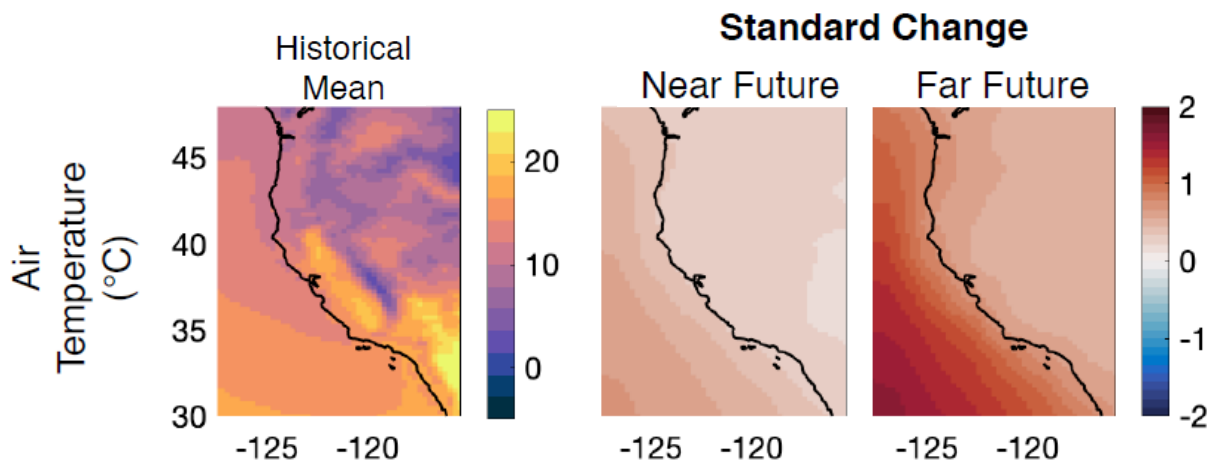 Standard Change
Historical
Mean
Near Future
Far Future
Air
Temperature
(°C)
45
40
35
30
-125
-120
20
10
0
-125
-120
-125
-120
2
1
0
-1
-2